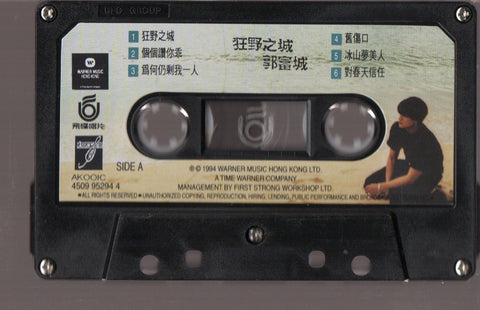 UFO GROUP
1 狂野之城
2 個個讚你乖
3 爲何仍剩我一人
狂野之城
郭富城
4 舊傷口
5 冰山夢美人
6 對春天信任
WARNER MUSIC
HONG KONG
飛碟唱片
SIDE A
AKOOIC
4509 95294 4
℗ © 1994 WARNER MUSIC HONG KONG LTD.
A TIME WARNER COMPANY.
MANAGEMENT BY FIRST STRONG WORKSHOP LTD.
●ALL RIGHTS RESERVED●UNAUTHORIZED COPYING, REPRODUCTION, HIRING, LENDING, PUBLIC PERFORMANCE AND